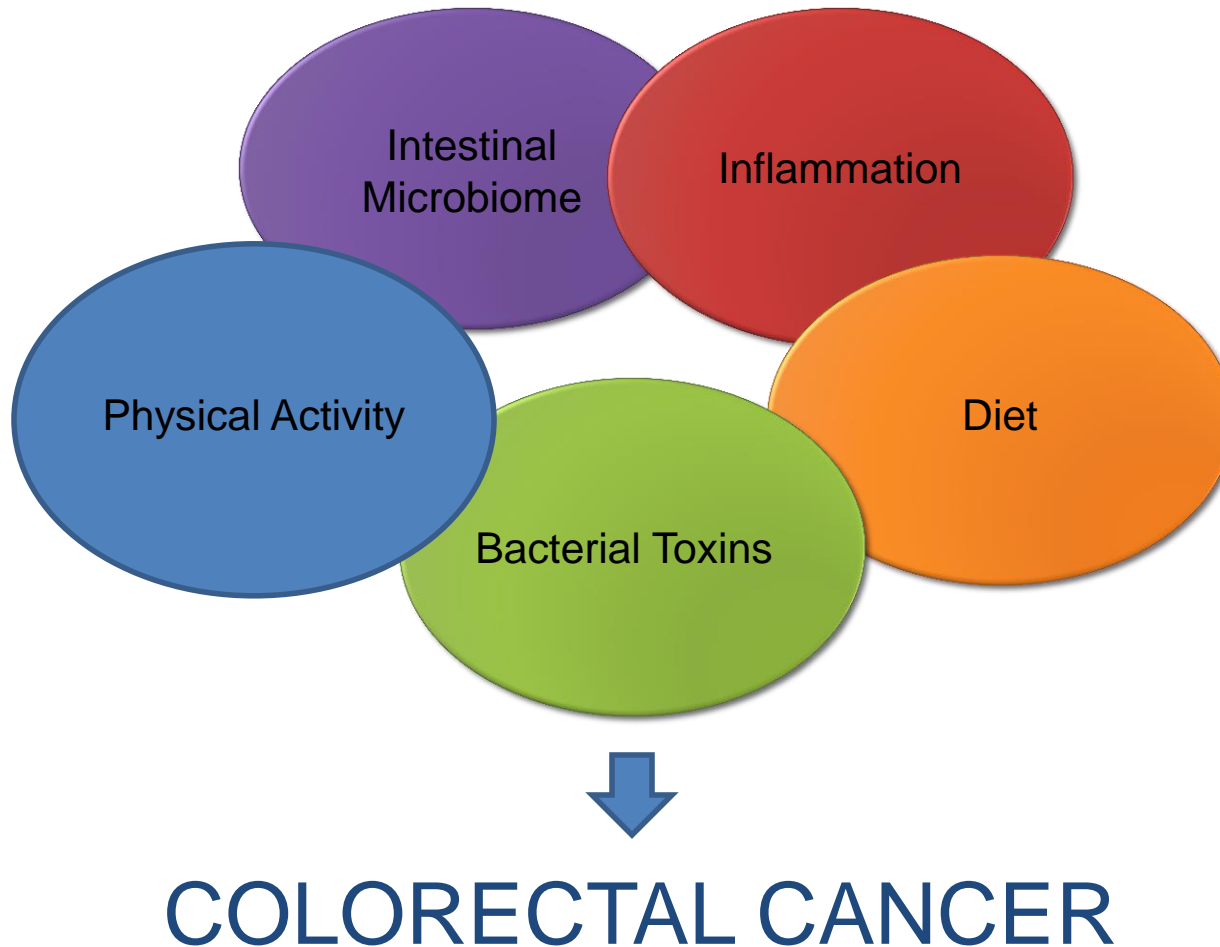 Intestinal
Microbiome
Inflammation
Physical Activity
Diet
Bacterial Toxins
COLORECTAL CANCER